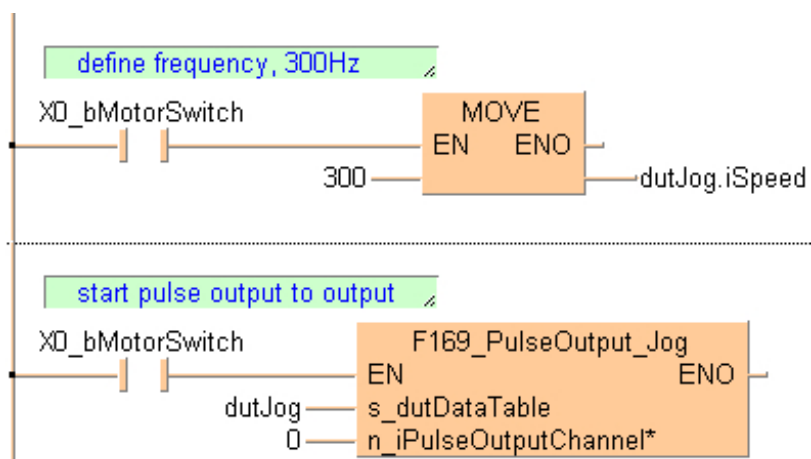 define frequency, 300Hz
X0_bMotorSwitch
MOVE
EN ENO
300
dutJog.iSpeed
start pulse output to output
X0_bMotorSwitch
F169_PulseOutput_Jog
EN ENO
dutJog s_dutDataTable
0 n_iPulseOutputChannel*